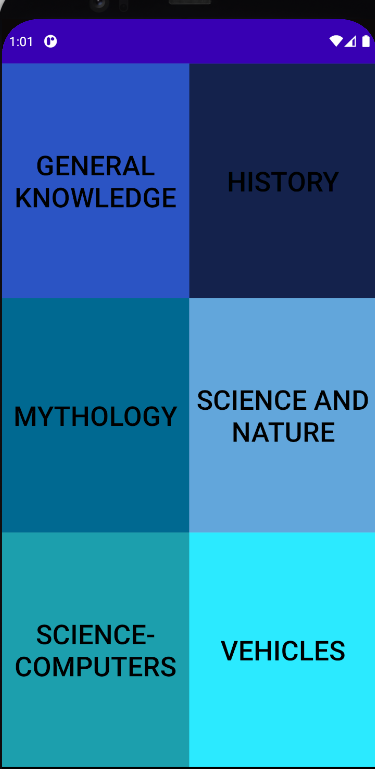 1:01
GENERAL
KNOWLEDGE
HISTORY
MYTHOLOGY
SCIENCE AND
NATURE
SCIENCE-
COMPUTERS
VEHICLES